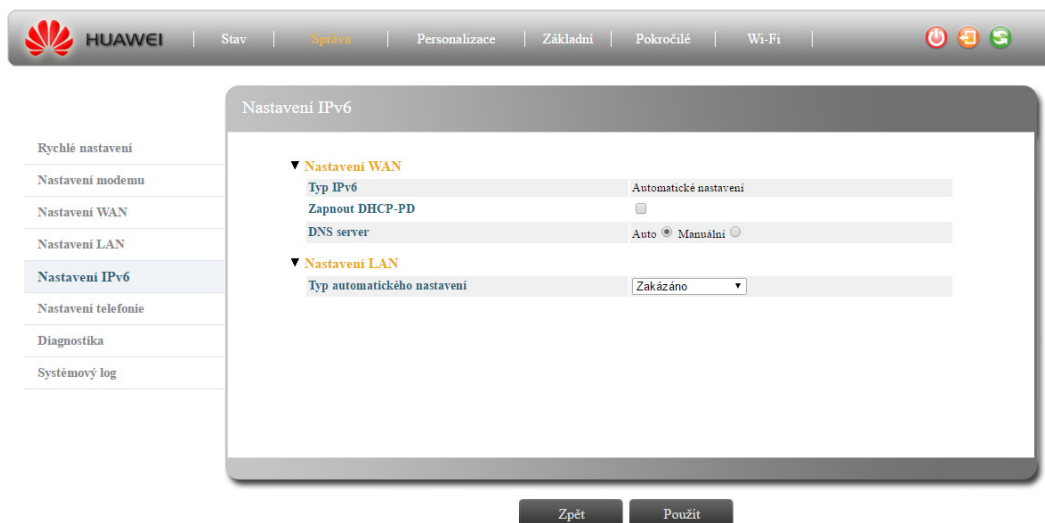 HUAWEI | Stav | Správa | Personalizace | Základní | Pokročilé | Wi-Fi |
Nastavení IPv6
Rychlé nastavení
Nastavení modemu
Nastavení WAN
Nastavení LAN
Nastavení IPv6
Nastavení telefonie
Diagnostika
Systémový log
Nastavení WAN
Typ IPv6 Automatické nastavení
Zapnout DHCP-PD
DNS server Auto Manuální
Nastavení LAN
Typ automatického nastavení Zakázáno
Zpět Použít